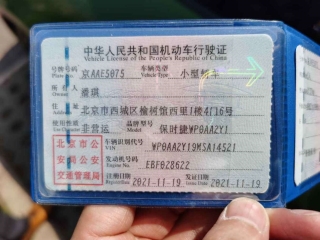 中华人民共和国机动车行驶证
Vehicle License of the People's Republic of China
号牌号码 京AAE5075 车辆类型 小型轿车
Plate No. Vehicle Type
所有人
Owner
住址 北京市西城区榆树馆西里1楼4门16号
使用性质 非营运 品牌型号 保时捷WP0AA2Y1
Use Character
北京市公安局公安交通管理局
车辆识别代号 WP0AA2Y19MSA14521
VIN
发动机号码 EBF028622
Engine No.
注册日期 2021-11-19 发证日期 2021-11-19
Register Date Issue Date